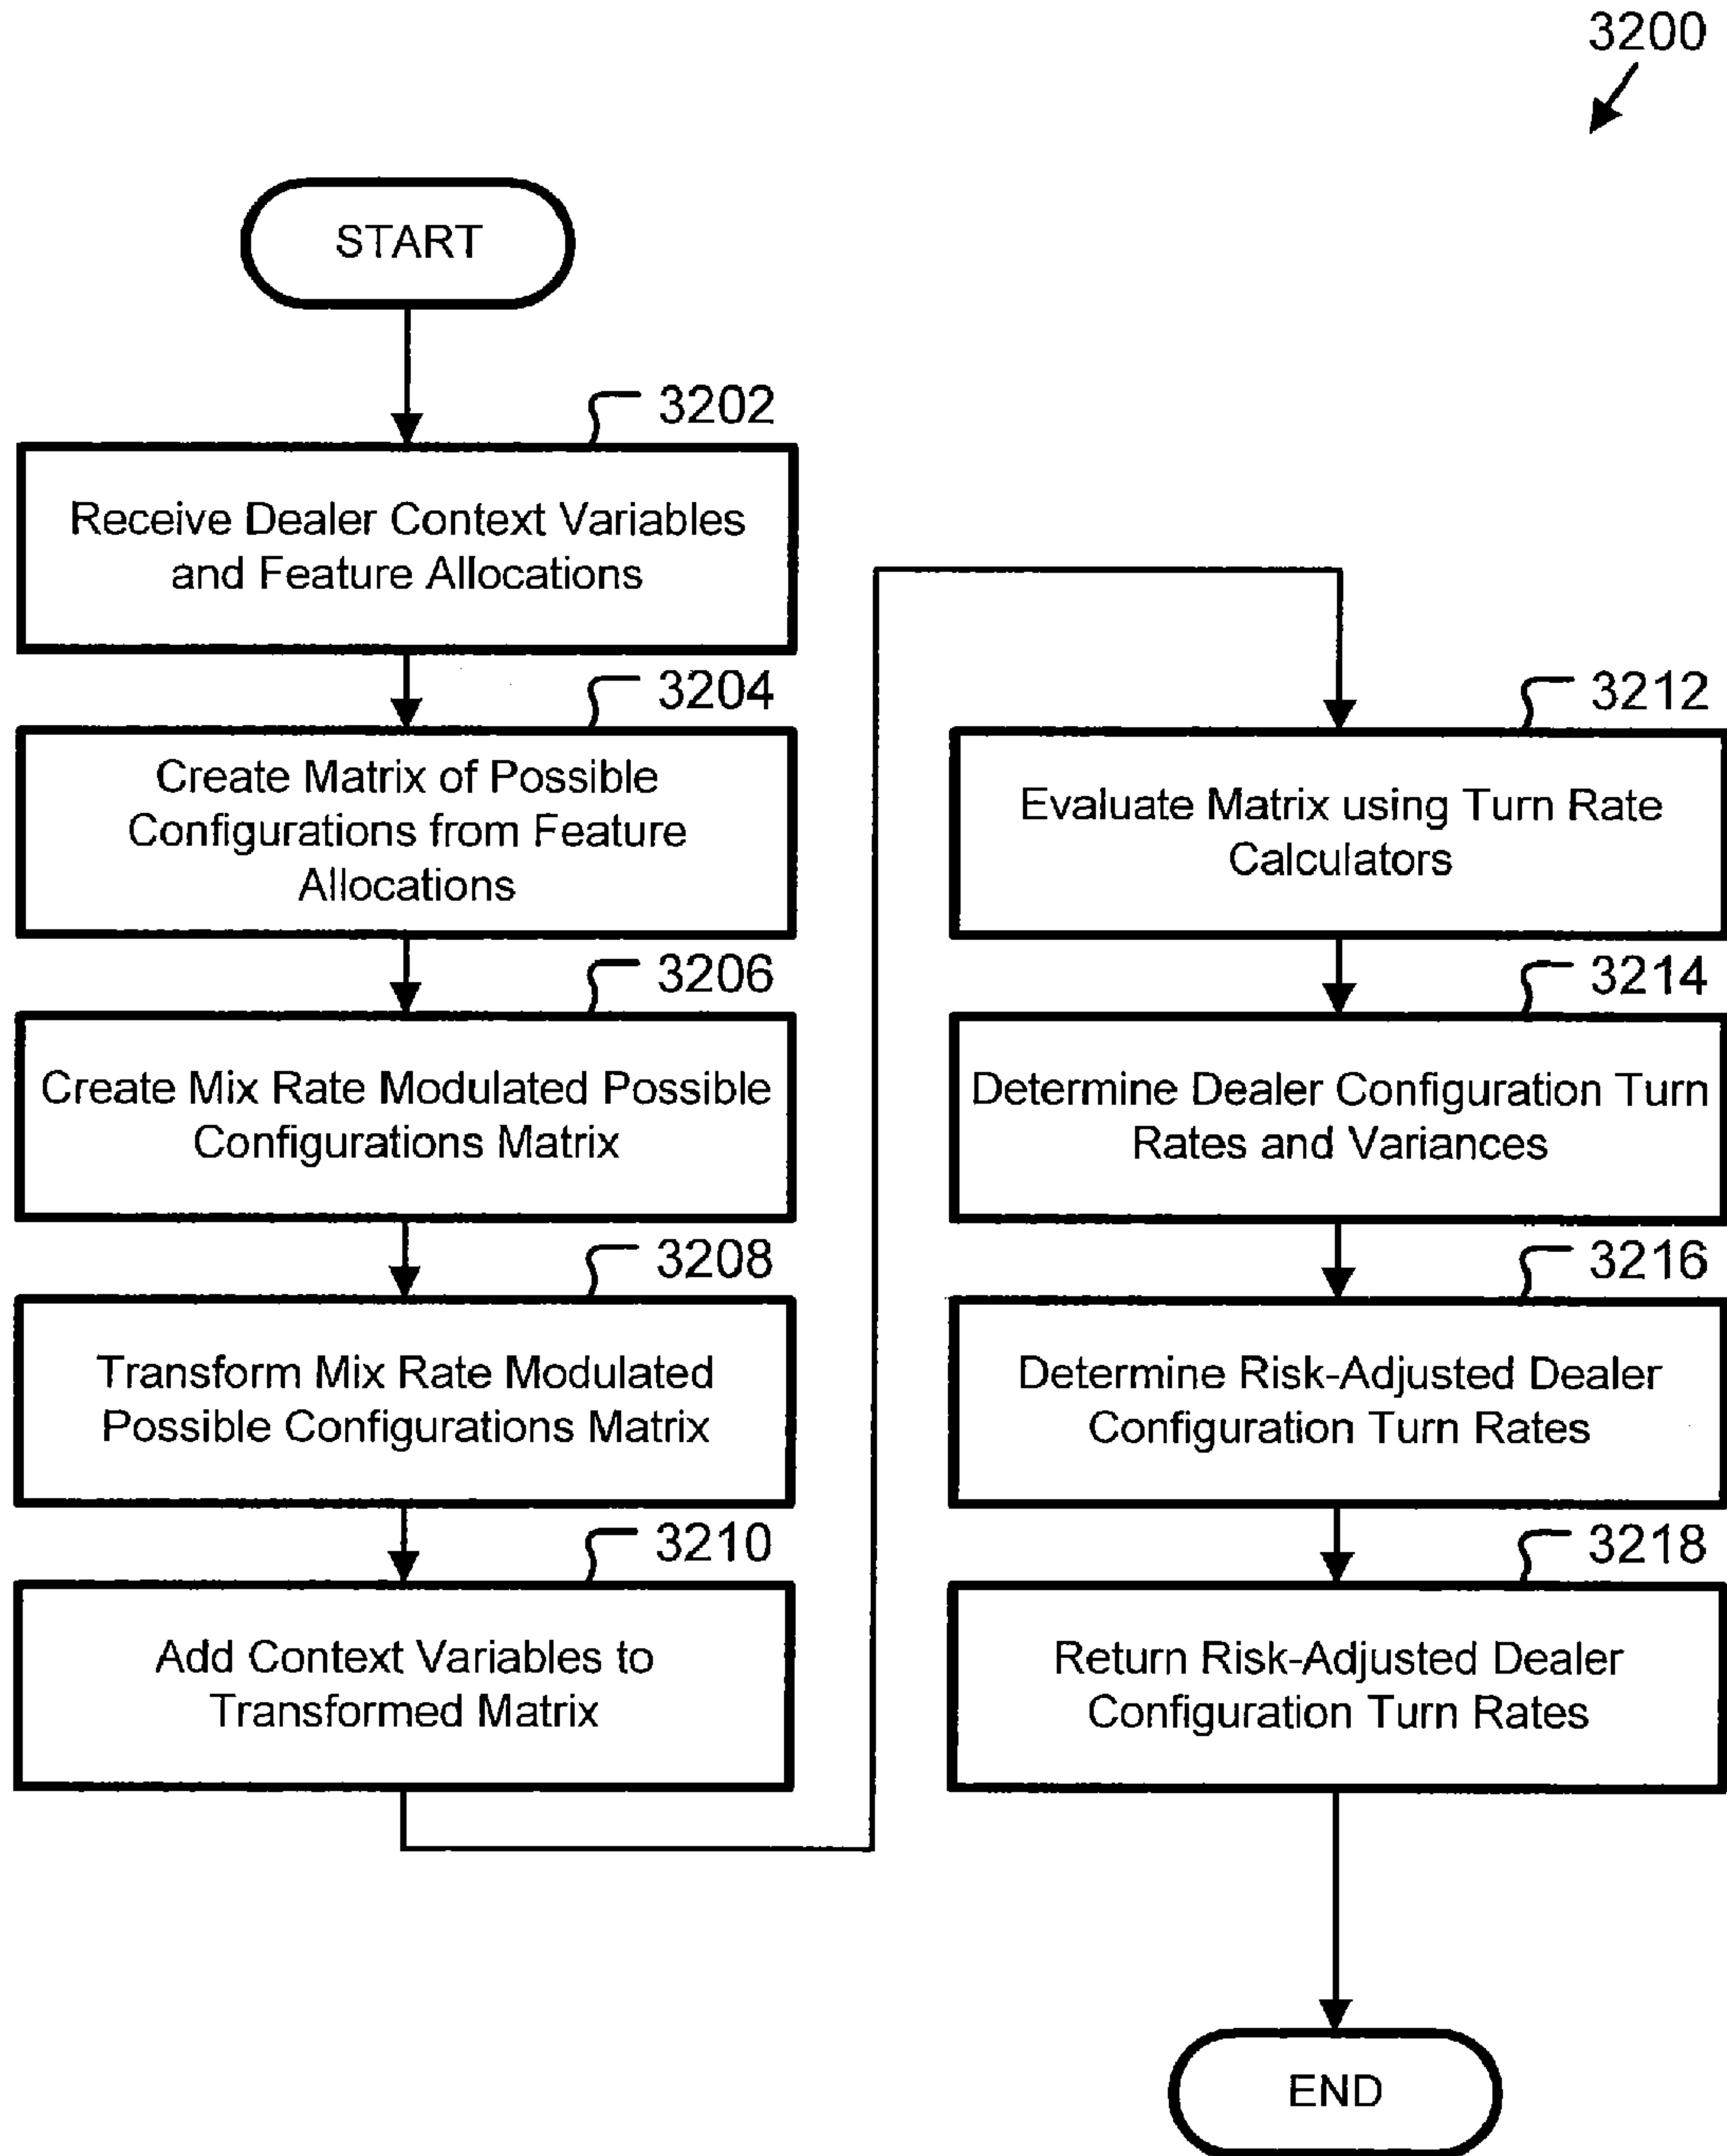 3200
START
3202
Receive Dealer Context Variables
and Feature Allocations
3204
Create Matrix of Possible
Configurations from Feature
Allocations
3206
Create Mix Rate Modulated Possible
Configurations Matrix
3208
Transform Mix Rate Modulated
Possible Configurations Matrix
3210
Add Context Variables to
Transformed Matrix
3212
Evaluate Matrix using Turn Rate
Calculators
3214
Determine Dealer Configuration Turn
Rates and Variances
3216
Determine Risk-Adjusted Dealer
Configuration Turn Rates
3218
Return Risk-Adjusted Dealer
Configuration Turn Rates
END